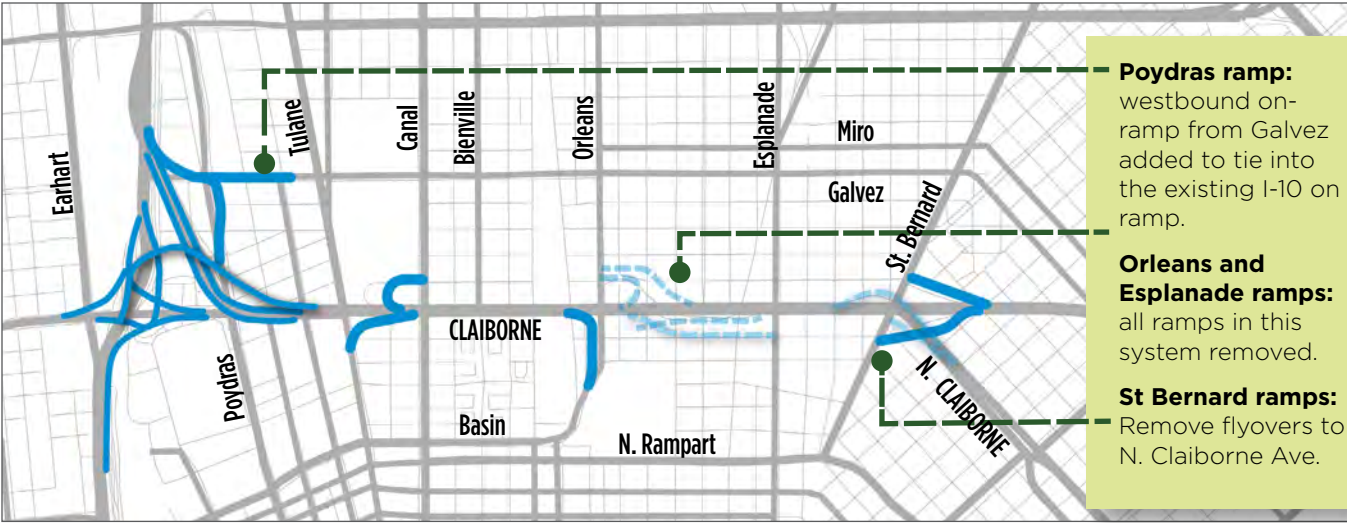 Earhart
Poydras
Tulane
Canal
Bienville
Orleans
Esplanade
Miro
Galvez
St. Bernard
CLAIBORNE
N. CLAIBORNE
Basin
N. Rampart
Poydras ramp:
westbound on-
ramp from Galvez
added to tie into
the existing I-10 on
ramp.
Orleans and
Esplanade ramps:
all ramps in this
system removed.
St Bernard ramps:
Remove flyovers to
N. Claiborne Ave.